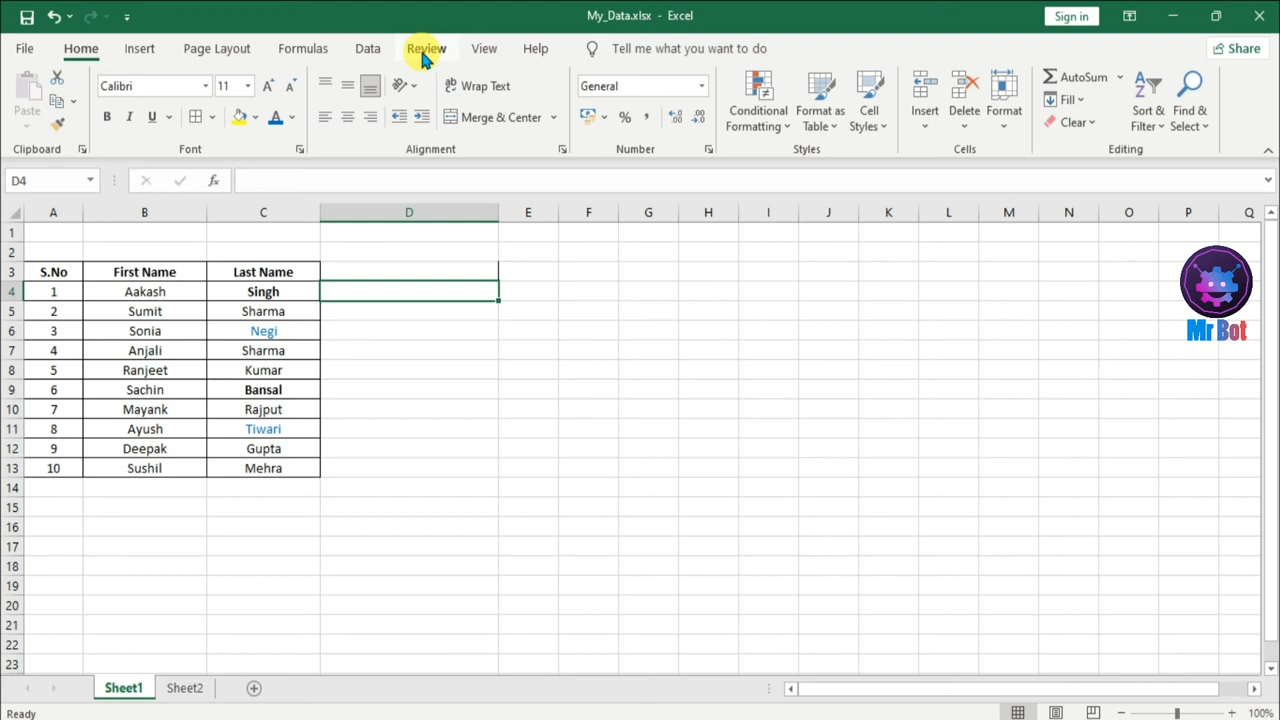 My_Data.xlsx - Excel
Sign in
File Home Insert Page Layout Formulas Data Review View Help Tell me what you want to do Share
Paste
Calibri 11
B I U
Wrap Text
Merge & Center
General
%
Conditional Formatting
Format as Table
Cell Styles
Insert
Delete
Format
AutoSum
Fill
Clear
Sort & Filter
Find & Select
Clipboard Font Alignment Number Styles Cells Editing
D4 fx
A B C D E F G H I J K L M N O P Q
1
2
3 S.No First Name Last Name
4 1 Aakash Singh
5 2 Sumit Sharma
6 3 Sonia Negi
7 4 Anjali Sharma
8 5 Ranjeet Kumar
9 6 Sachin Bansal
10 7 Mayank Rajput
11 8 Ayush Tiwari
12 9 Deepak Gupta
13 10 Sushil Mehra
14
15
16
17
18
19
20
21
22
23
Mr Bot
Sheet1 Sheet2
Ready 100%